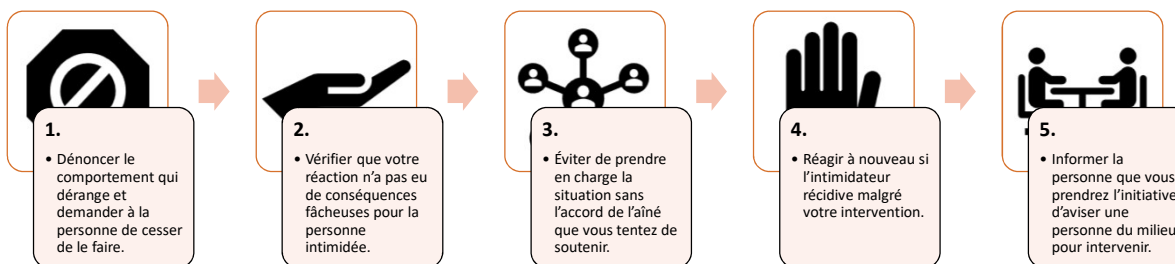 1.
• Dénoncer le
comportement qui
dérange et
demander à la
personne de cesser
de le faire.
2.
• Vérifier que votre
réaction n’a pas eu
de conséquences
fâcheuses pour la
personne
intimidée.
3.
• Éviter de prendre
en charge la
situation sans
l’accord de l’aîné
que vous tentez de
soutenir.
4.
• Réagir à nouveau si
l’intimidateur
récidive malgré
votre intervention.
5.
• Informer la
personne que vous
prendrez l’initiative
d’aviser une
personne du milieu
pour intervenir.